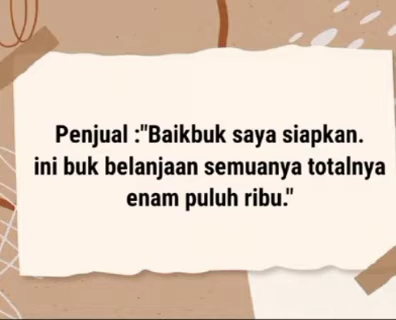 Penjual :"Baikbuk saya siapkan.
ini buk belanjaan semuanya totalnya
enam puluh ribu."